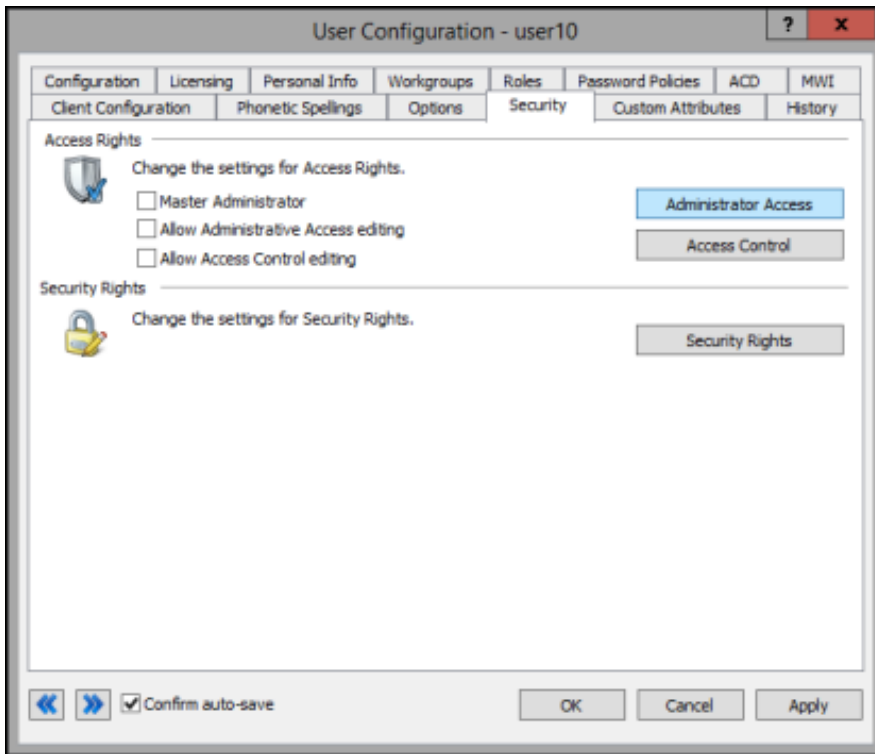 User Configuration - user10
? x
Configuration Licensing Personal Info Workgroups Roles Password Policies ACD MWI
Client Configuration Phonetic Spellings Options Security Custom Attributes History
Access Rights
Change the settings for Access Rights.
Master Administrator
Administrator Access
Allow Administrative Access editing
Access Control
Allow Access Control editing
Security Rights
Change the settings for Security Rights.
Security Rights
Confirm auto-save OK Cancel Apply